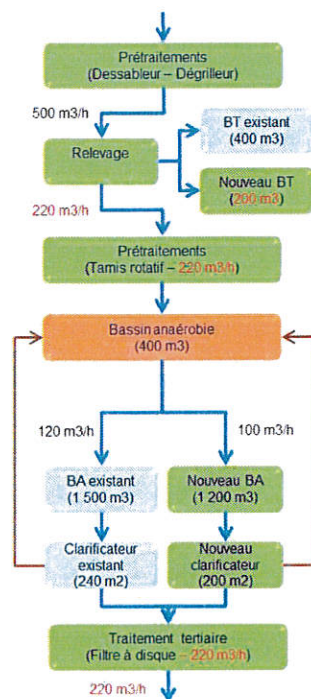 Prétraitements
(Dessableur – Dégrilleur)
500 m3/h
BT existant
(400 m3)
Relevage
Nouveau BT
(200 m3)
220 m3/h
Prétraitements
(Tamis rotatif – 220 m3/h)
Bassin anaérobie
(400 m3)
120 m3/h
100 m3/h
BA existant
(1 500 m3)
Nouveau BA
(1 200 m3)
Clarificateur
existant
(240 m2)
Nouveau
clarificateur
(200 m2)
Traitement tertiaire
(Filtre à disque – 220 m3/h)
220 m3/h